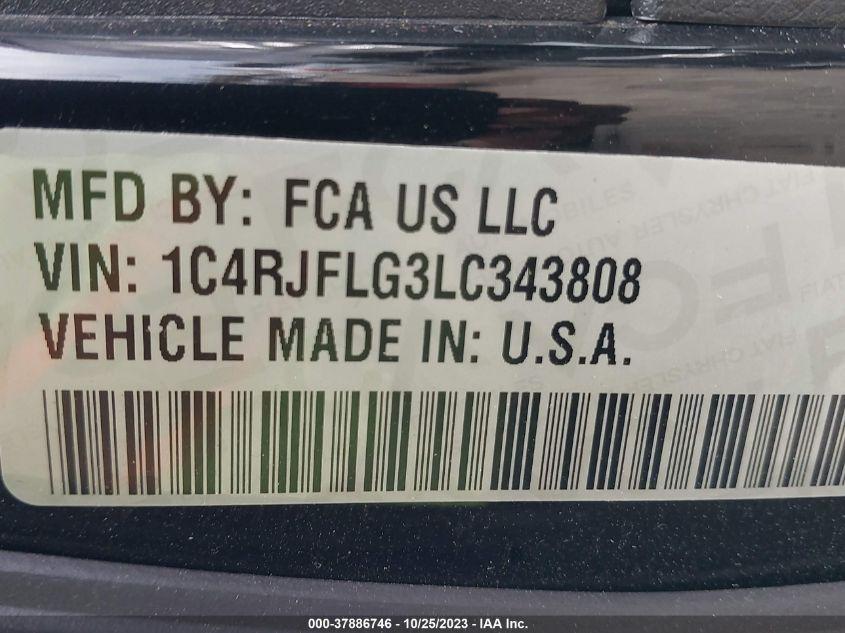 MFD BY: FCA US LLC
VIN: 1C4RJFLG3LC343808
VEHICLE MADE IN: U.S.A.
000-37886746 | 10/25/2023 | IAA Inc.